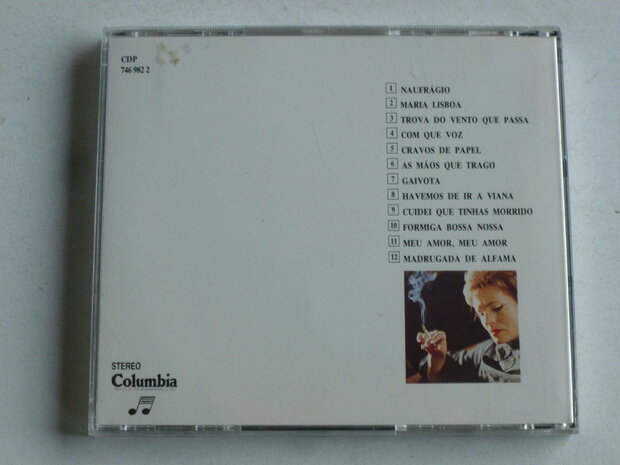 CDP
746 982 2
1 NAUFRÁGIO
2 MARIA LISBOA
3 TROVA DO VENTO QUE PASSA
4 COM QUE VOZ
5 CRAVOS DE PAPEL
6 AS MÃOS QUE TRAGO
7 GAIVOTA
8 HAVEMOS DE IR A VIANA
9 CUIDEI QUE TINHAS MORRIDO
10 FORMIGA BOSSA NOSSA
11 MEU AMOR, MEU AMOR
12 MADRUGADA DE ALFAMA
STEREO
Columbia